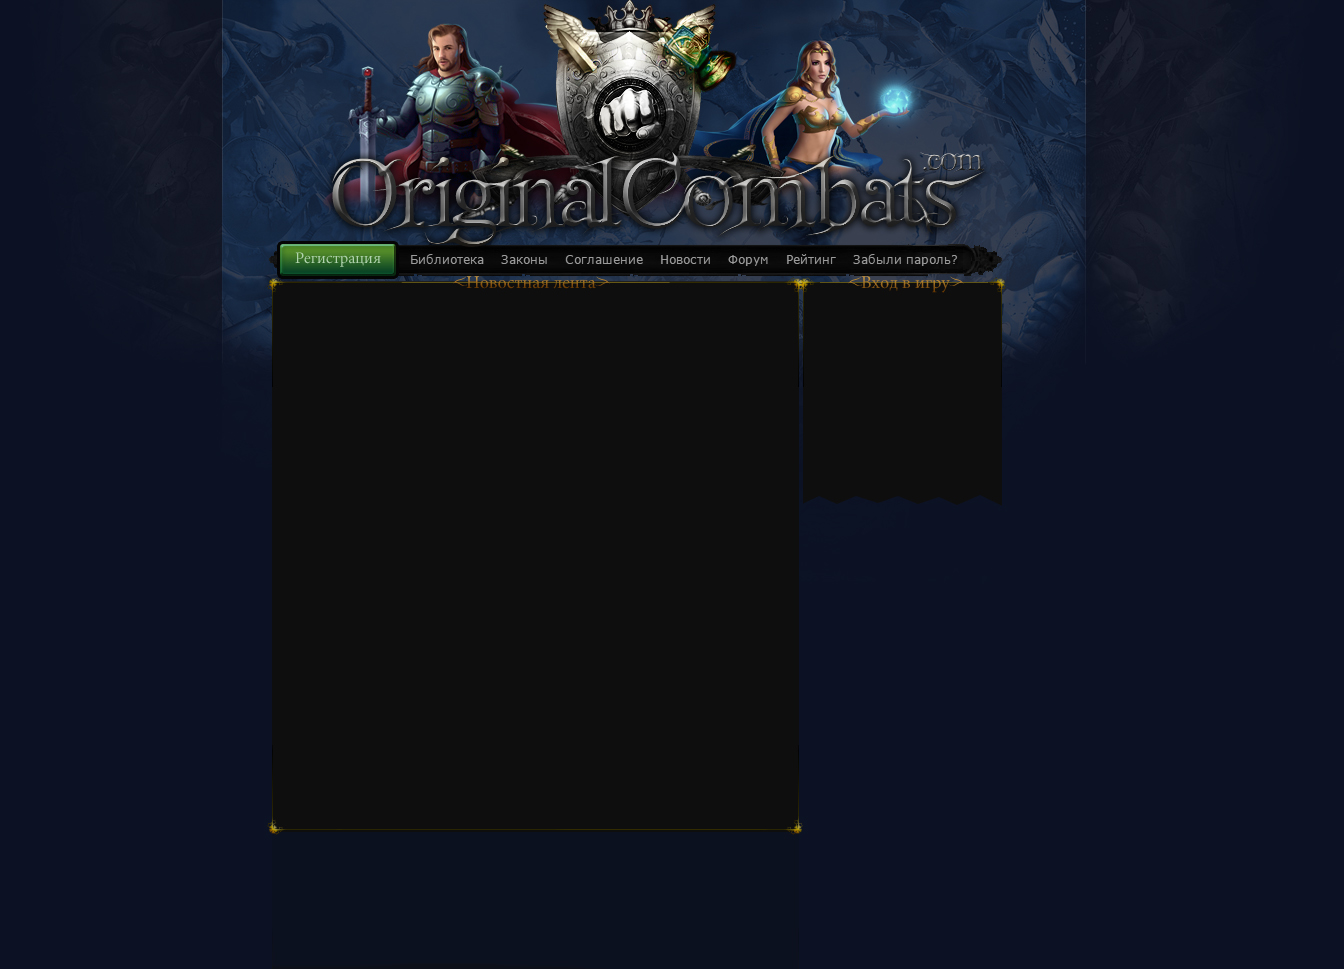 OriginalCombats.com
Регистрация Библиотека Законы Соглашение Новости Форум Рейтинг Забыли пароль?
<Новостная лента> <Вход в игру>